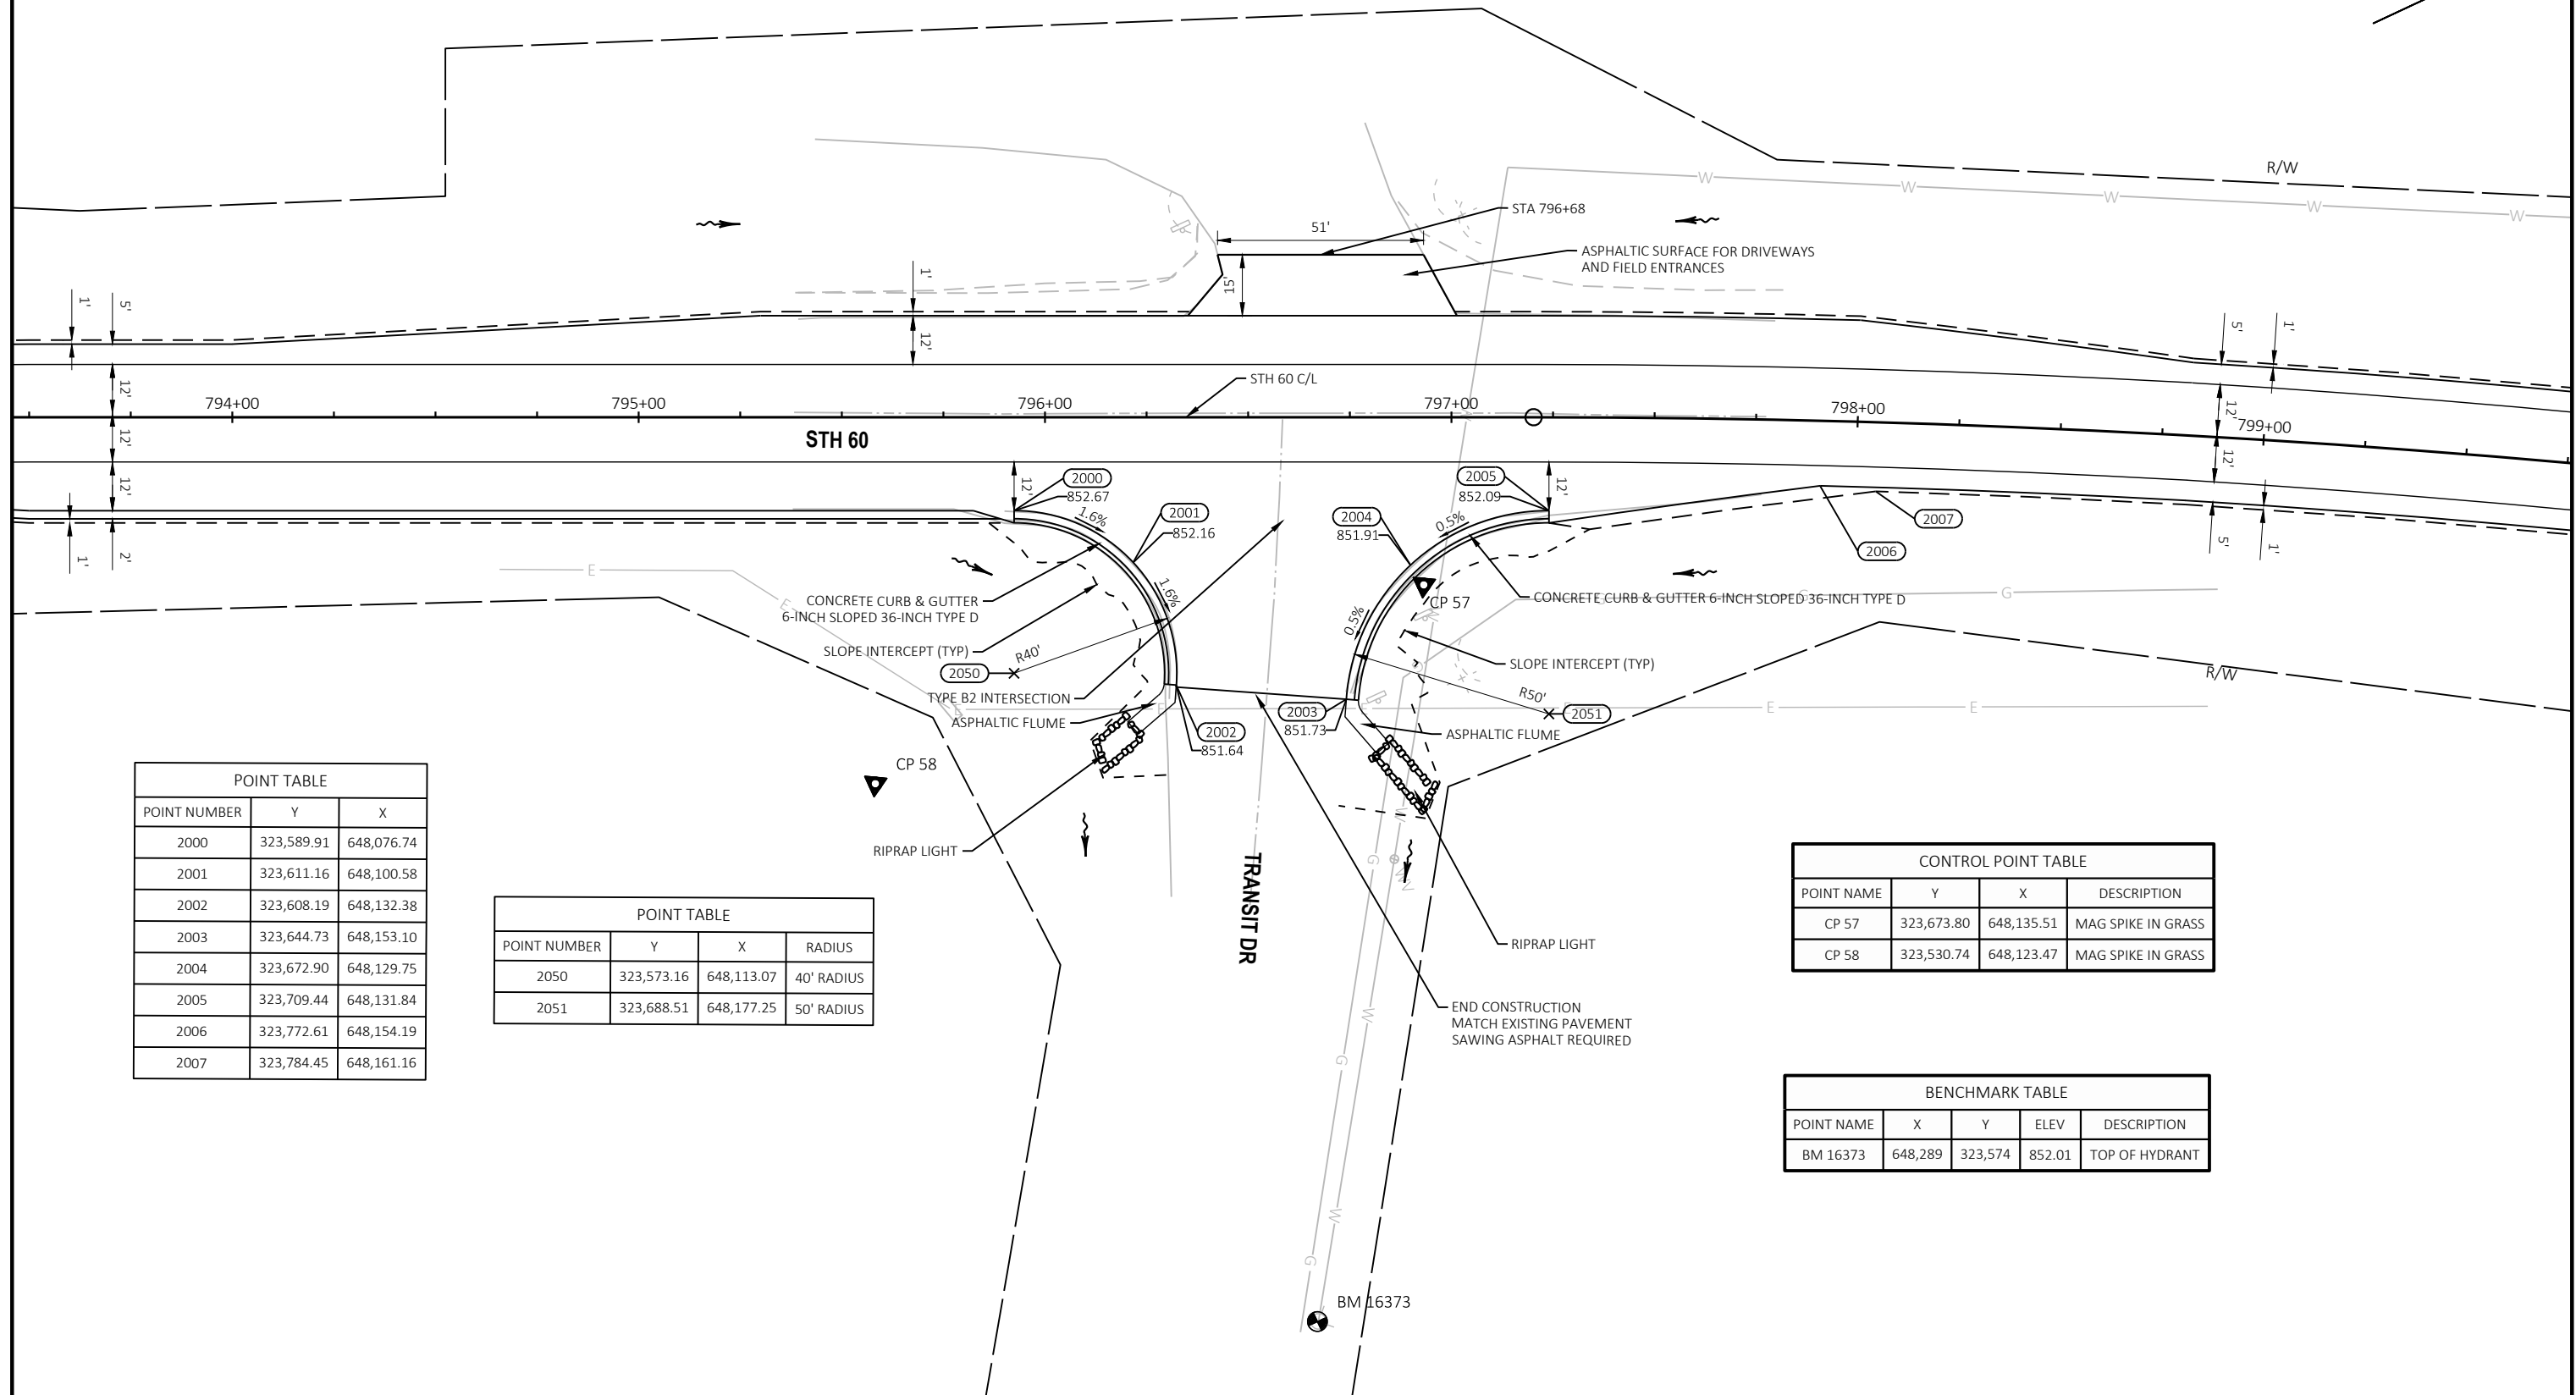 R/W
STA 796+68
51'
ASPHALTIC SURFACE FOR DRIVEWAYS
AND FIELD ENTRANCES
15'
1'
12'
1'
5'
12'
12'
12'
1'
2'
5'
1'
12'
12'
5'
1'
STH 60 C/L
794+00
795+00
796+00
797+00
798+00
799+00
STH 60
12'
2000
852.67
1.6%
2001
852.16
1.6%
2005
852.09
12'
2004
851.91
0.5%
0.5%
2007
2006
CP 57
CONCRETE CURB & GUTTER
6-INCH SLOPED 36-INCH TYPE D
CONCRETE CURB & GUTTER 6-INCH SLOPED 36-INCH TYPE D
SLOPE INTERCEPT (TYP)
SLOPE INTERCEPT (TYP)
R40'
2050
TYPE B2 INTERSECTION
ASPHALTIC FLUME
2002
851.64
2003
851.73
R50'
2051
ASPHALTIC FLUME
R/W
CP 58
RIPRAP LIGHT
TRANSIT DR
RIPRAP LIGHT
END CONSTRUCTION
MATCH EXISTING PAVEMENT
SAWING ASPHALT REQUIRED
BM 16373
W W W W W
E E E E E E
G G G G G
W W W W
POINT TABLE
POINT NUMBER Y X
2000 323,589.91 648,076.74
2001 323,611.16 648,100.58
2002 323,608.19 648,132.38
2003 323,644.73 648,153.10
2004 323,672.90 648,129.75
2005 323,709.44 648,131.84
2006 323,772.61 648,154.19
2007 323,784.45 648,161.16
POINT TABLE
POINT NUMBER Y X RADIUS
2050 323,573.16 648,113.07 40' RADIUS
2051 323,688.51 648,177.25 50' RADIUS
CONTROL POINT TABLE
POINT NAME Y X DESCRIPTION
CP 57 323,673.80 648,135.51 MAG SPIKE IN GRASS
CP 58 323,530.74 648,123.47 MAG SPIKE IN GRASS
BENCHMARK TABLE
POINT NAME X Y ELEV DESCRIPTION
BM 16373 648,289 323,574 852.01 TOP OF HYDRANT